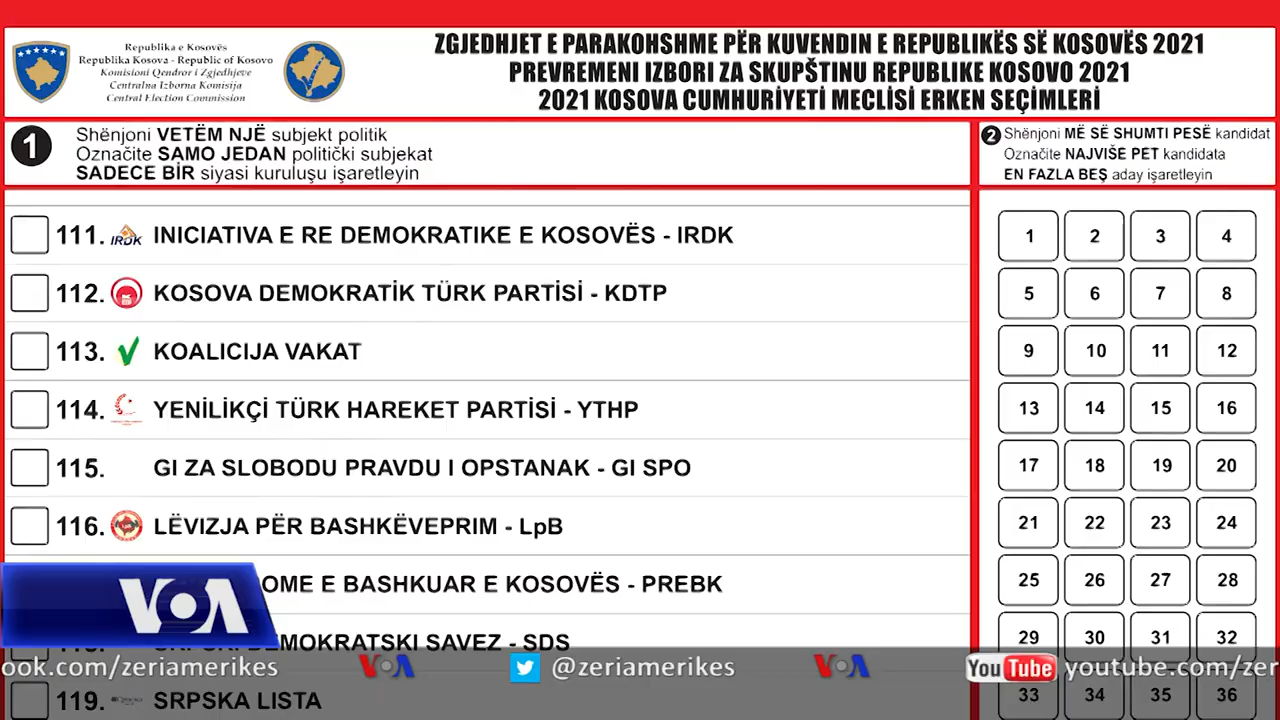 Republika e Kosovës
Republika Kosova - Republic of Kosovo
Komisioni Qendror i Zgjedhjeve
Centralna Izborna Komisija
Central Election Commission
ZGJEDHJET E PARAKOHSHME PËR KUVENDIN E REPUBLIKËS SË KOSOVËS 2021
PREVREMENI IZBORI ZA SKUPŠTINU REPUBLIKE KOSOVO 2021
2021 KOSOVA CUMHURİYETİ MECLİSİ ERKEN SEÇİMLERİ
1
Shënjoni VETËM NJË subjekt politik
Označite SAMO JEDAN politički subjekat
SADECE BİR siyasi kuruluşu işaretleyin
2
Shënjoni MË SË SHUMTI PESË kandidat
Označite NAJVIŠE PET kandidata
EN FAZLA BEŞ aday işaretleyin
111. IRDK INICIATIVA E RE DEMOKRATIKE E KOSOVËS - IRDK
112. KOSOVA DEMOKRATİK TÜRK PARTİSİ - KDTP
113. KOALICIJA VAKAT
114. YENİLİKÇİ TÜRK HAREKET PARTİSİ - YTHP
115. GI ZA SLOBODU PRAVDU I OPSTANAK - GI SPO
116. LËVIZJA PËR BASHKËVEPRIM - LpB
OME E BASHKUAR E KOSOVËS - PREBK
DEMOKRATSKI SAVEZ - SDS
119. SRPSKA LISTA
1 2 3 4
5 6 7 8
9 10 11 12
13 14 15 16
17 18 19 20
21 22 23 24
25 26 27 28
29 30 31 32
33 34 35 36
VOA
ook.com/zeriamerikes VOA @zeriamerikes VOA YouTube youtube.com/zer